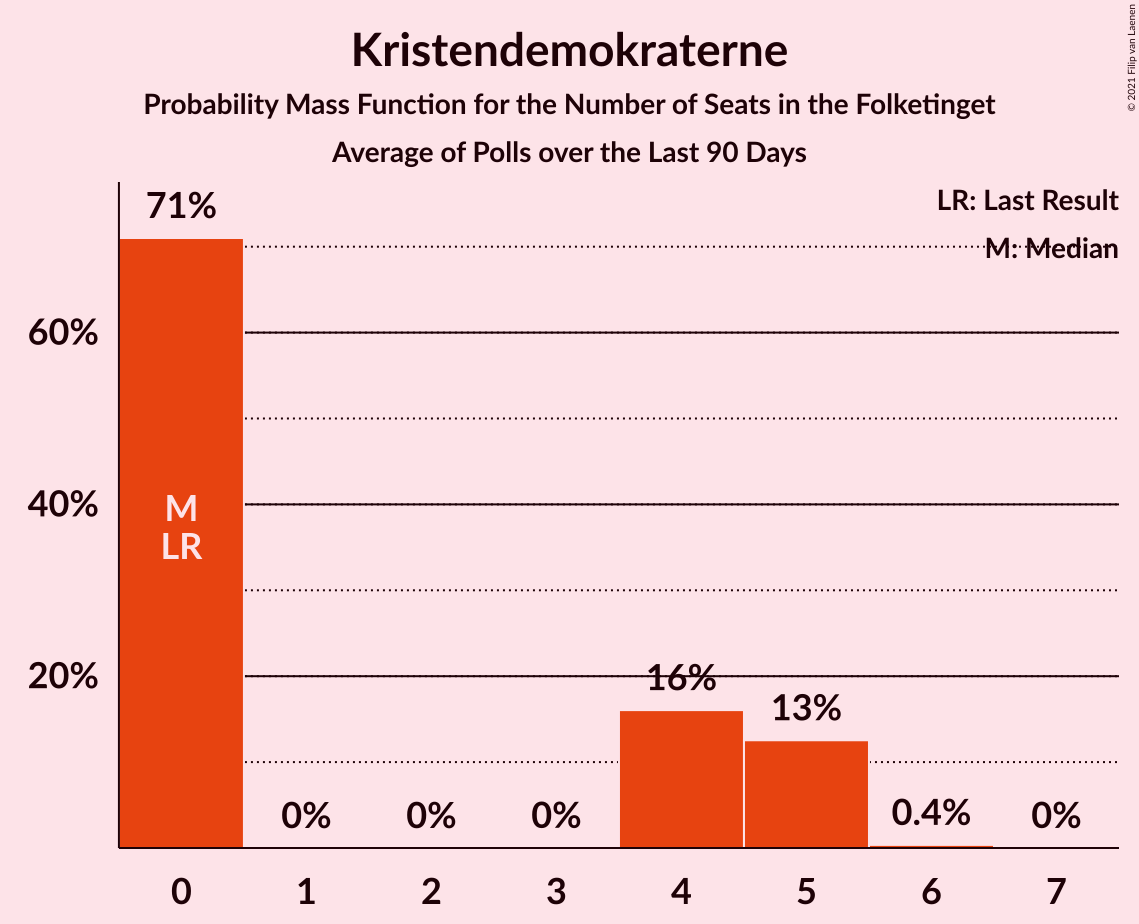 Kristendemokraterne
Probability Mass Function for the Number of Seats in the Folketinget
Average of Polls over the Last 90 Days
© 2021 Filip van Laenen
LR: Last Result
M: Median
71%
60%
40%
20%
M
LR
0%
0%
0%
16%
13%
0.4%
0%
0
1
2
3
4
5
6
7